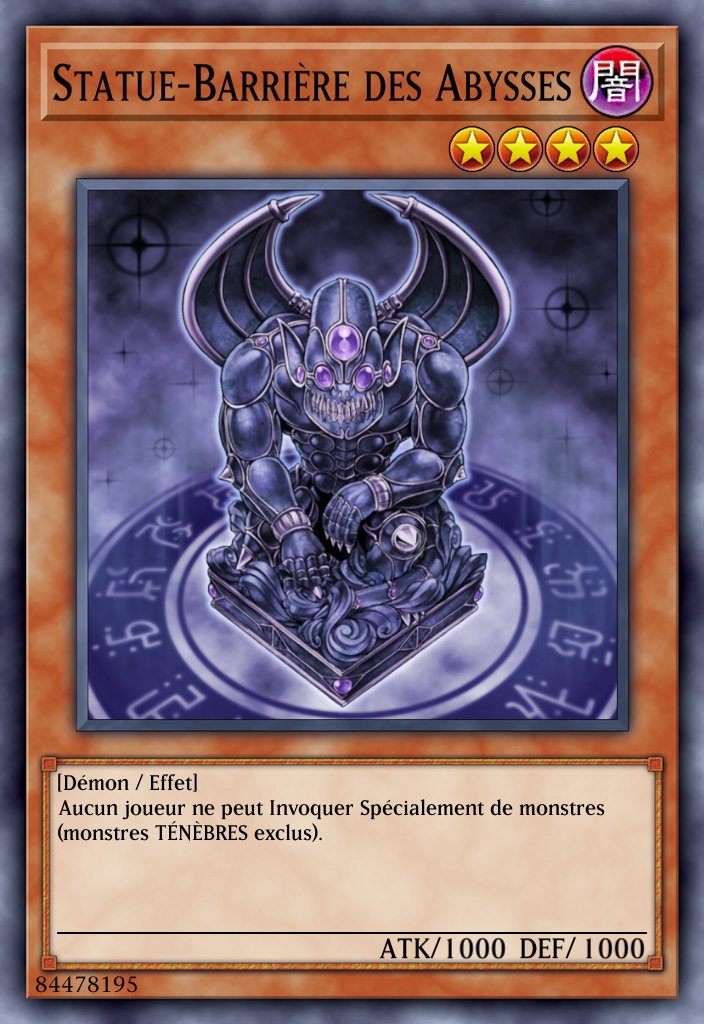 Statue-Barrière des Abysses 闇
[Démon / Effet]
Aucun joueur ne peut Invoquer Spécialement de monstres
(monstres TÉNÈBRES exclus).
ATK/1000 DEF/ 1000
84478195